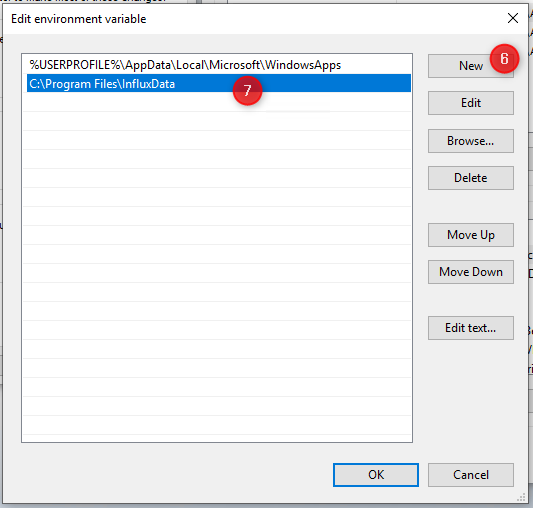 Edit environment variable
%USERPROFILE%\AppData\Local\Microsoft\WindowsApps
C:\Program Files\InfluxData
7
New
6
Edit
Browse...
Delete
Move Up
Move Down
Edit text...
OK
Cancel